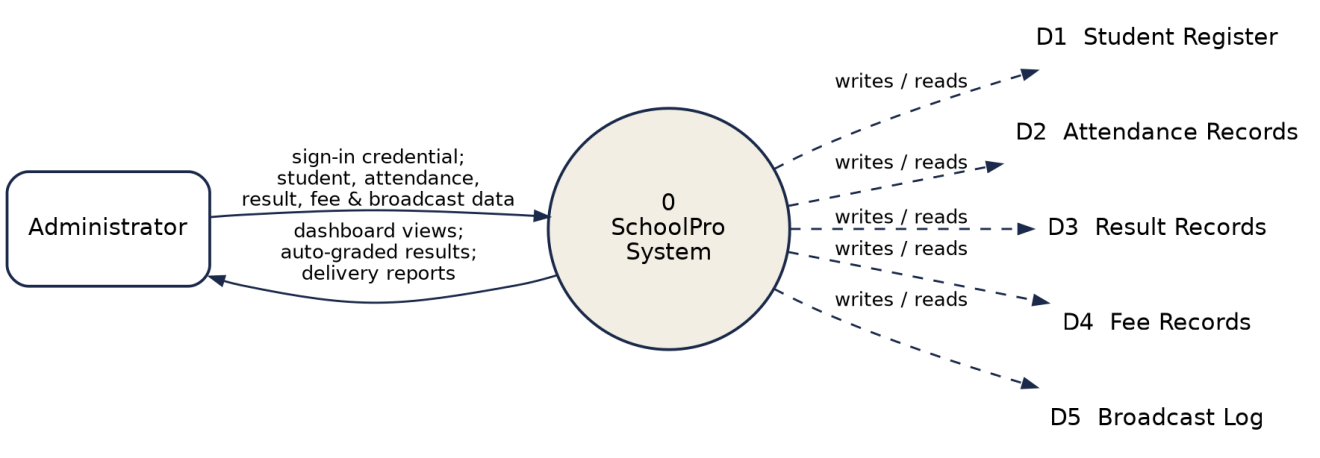 Administrator
sign-in credential;
student, attendance,
result, fee & broadcast data
dashboard views;
auto-graded results;
delivery reports
0
SchoolPro
System
writes / reads
writes / reads
writes / reads
writes / reads
writes / reads
D1 Student Register
D2 Attendance Records
D3 Result Records
D4 Fee Records
D5 Broadcast Log